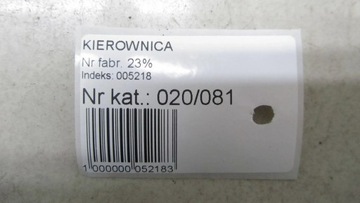 KIEROWNICA
Nr fabr. 23%
Indeks: 005218
Nr kat.: 020/081
1 000000 052183